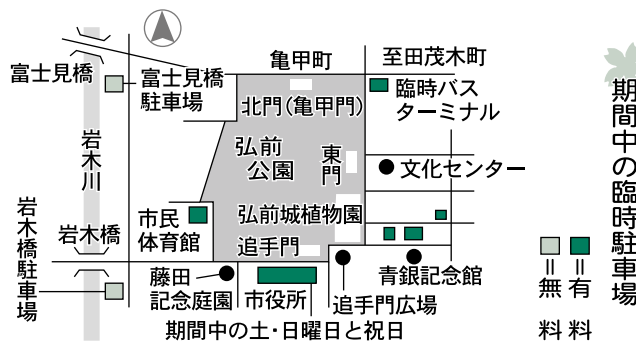 亀甲町
至田茂木町
富士見橋
富士見橋
駐車場
北門(亀甲門)
臨時バス
ターミナル
岩木川
弘前
公園
東門
文化センター
市民
体育館
弘前城植物園
岩木橋
追手門
岩木橋駐車場
藤田
記念庭園
市役所
追手門広場
青銀記念館
期間中の土・日曜日と祝日
期間中の臨時駐車場
=有料
=無料